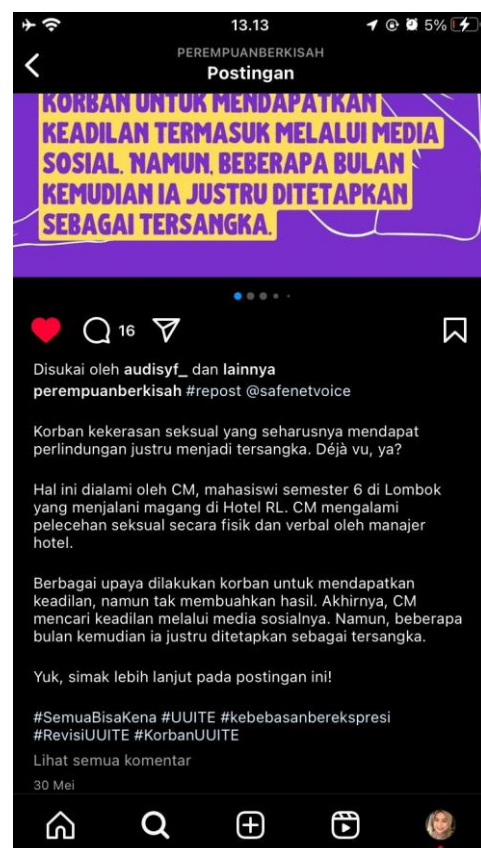 13.13
5%
PEREMPUANBERKISAH
Postingan
KORBAN UNTUK MENDAPATKAN
KEADILAN TERMASUK MELALUI MEDIA
SOSIAL. NAMUN, BEBERAPA BULAN
KEMUDIAN IA JUSTRU DITETAPKAN
SEBAGAI TERSANGKA.
16
Disukai oleh audisyf_ dan lainnya
perempuanberkisah #repost @safenetvoice
Korban kekerasan seksual yang seharusnya mendapat
perlindungan justru menjadi tersangka. Déjà vu, ya?
Hal ini dialami oleh CM, mahasiswi semester 6 di Lombok
yang menjalani magang di Hotel RL. CM mengalami
pelecehan seksual secara fisik dan verbal oleh manajer
hotel.
Berbagai upaya dilakukan korban untuk mendapatkan
keadilan, namun tak membuahkan hasil. Akhirnya, CM
mencari keadilan melalui media sosialnya. Namun, beberapa
bulan kemudian ia justru ditetapkan sebagai tersangka.
Yuk, simak lebih lanjut pada postingan ini!
#SemuaBisaKena #UUITE #kebebasanberekspresi
#RevisiUUITE #KorbanUUITE
Lihat semua komentar
30 Mei